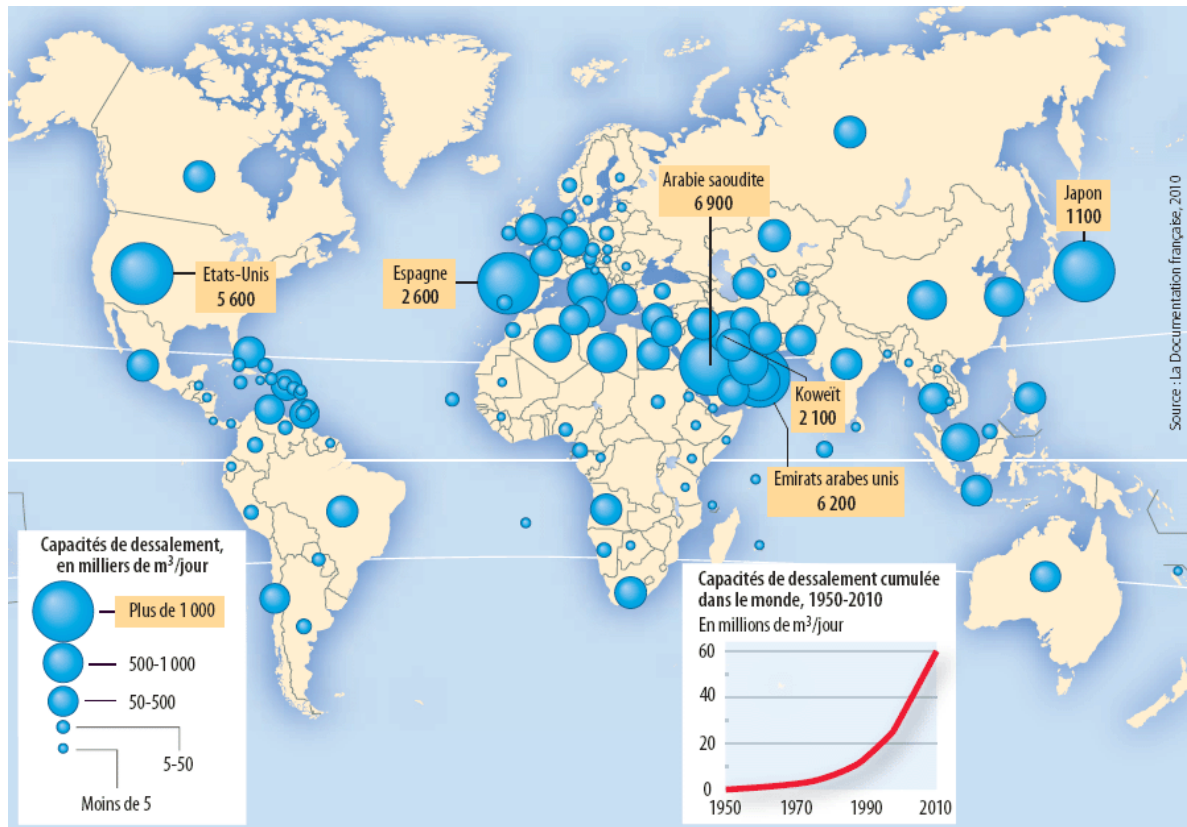 Arabie saoudite
6 900
Japon
1100
Source : La Documentation française, 2010
Etats-Unis
5 600
Espagne
2 600
Koweït
2 100
Emirats arabes unis
6 200
Capacités de dessalement,
en milliers de m³/jour
Plus de 1 000
500-1 000
50-500
5-50
Moins de 5
Capacités de dessalement cumulée
dans le monde, 1950-2010
En millions de m³/jour
60
40
20
0
1950 1970 1990 2010